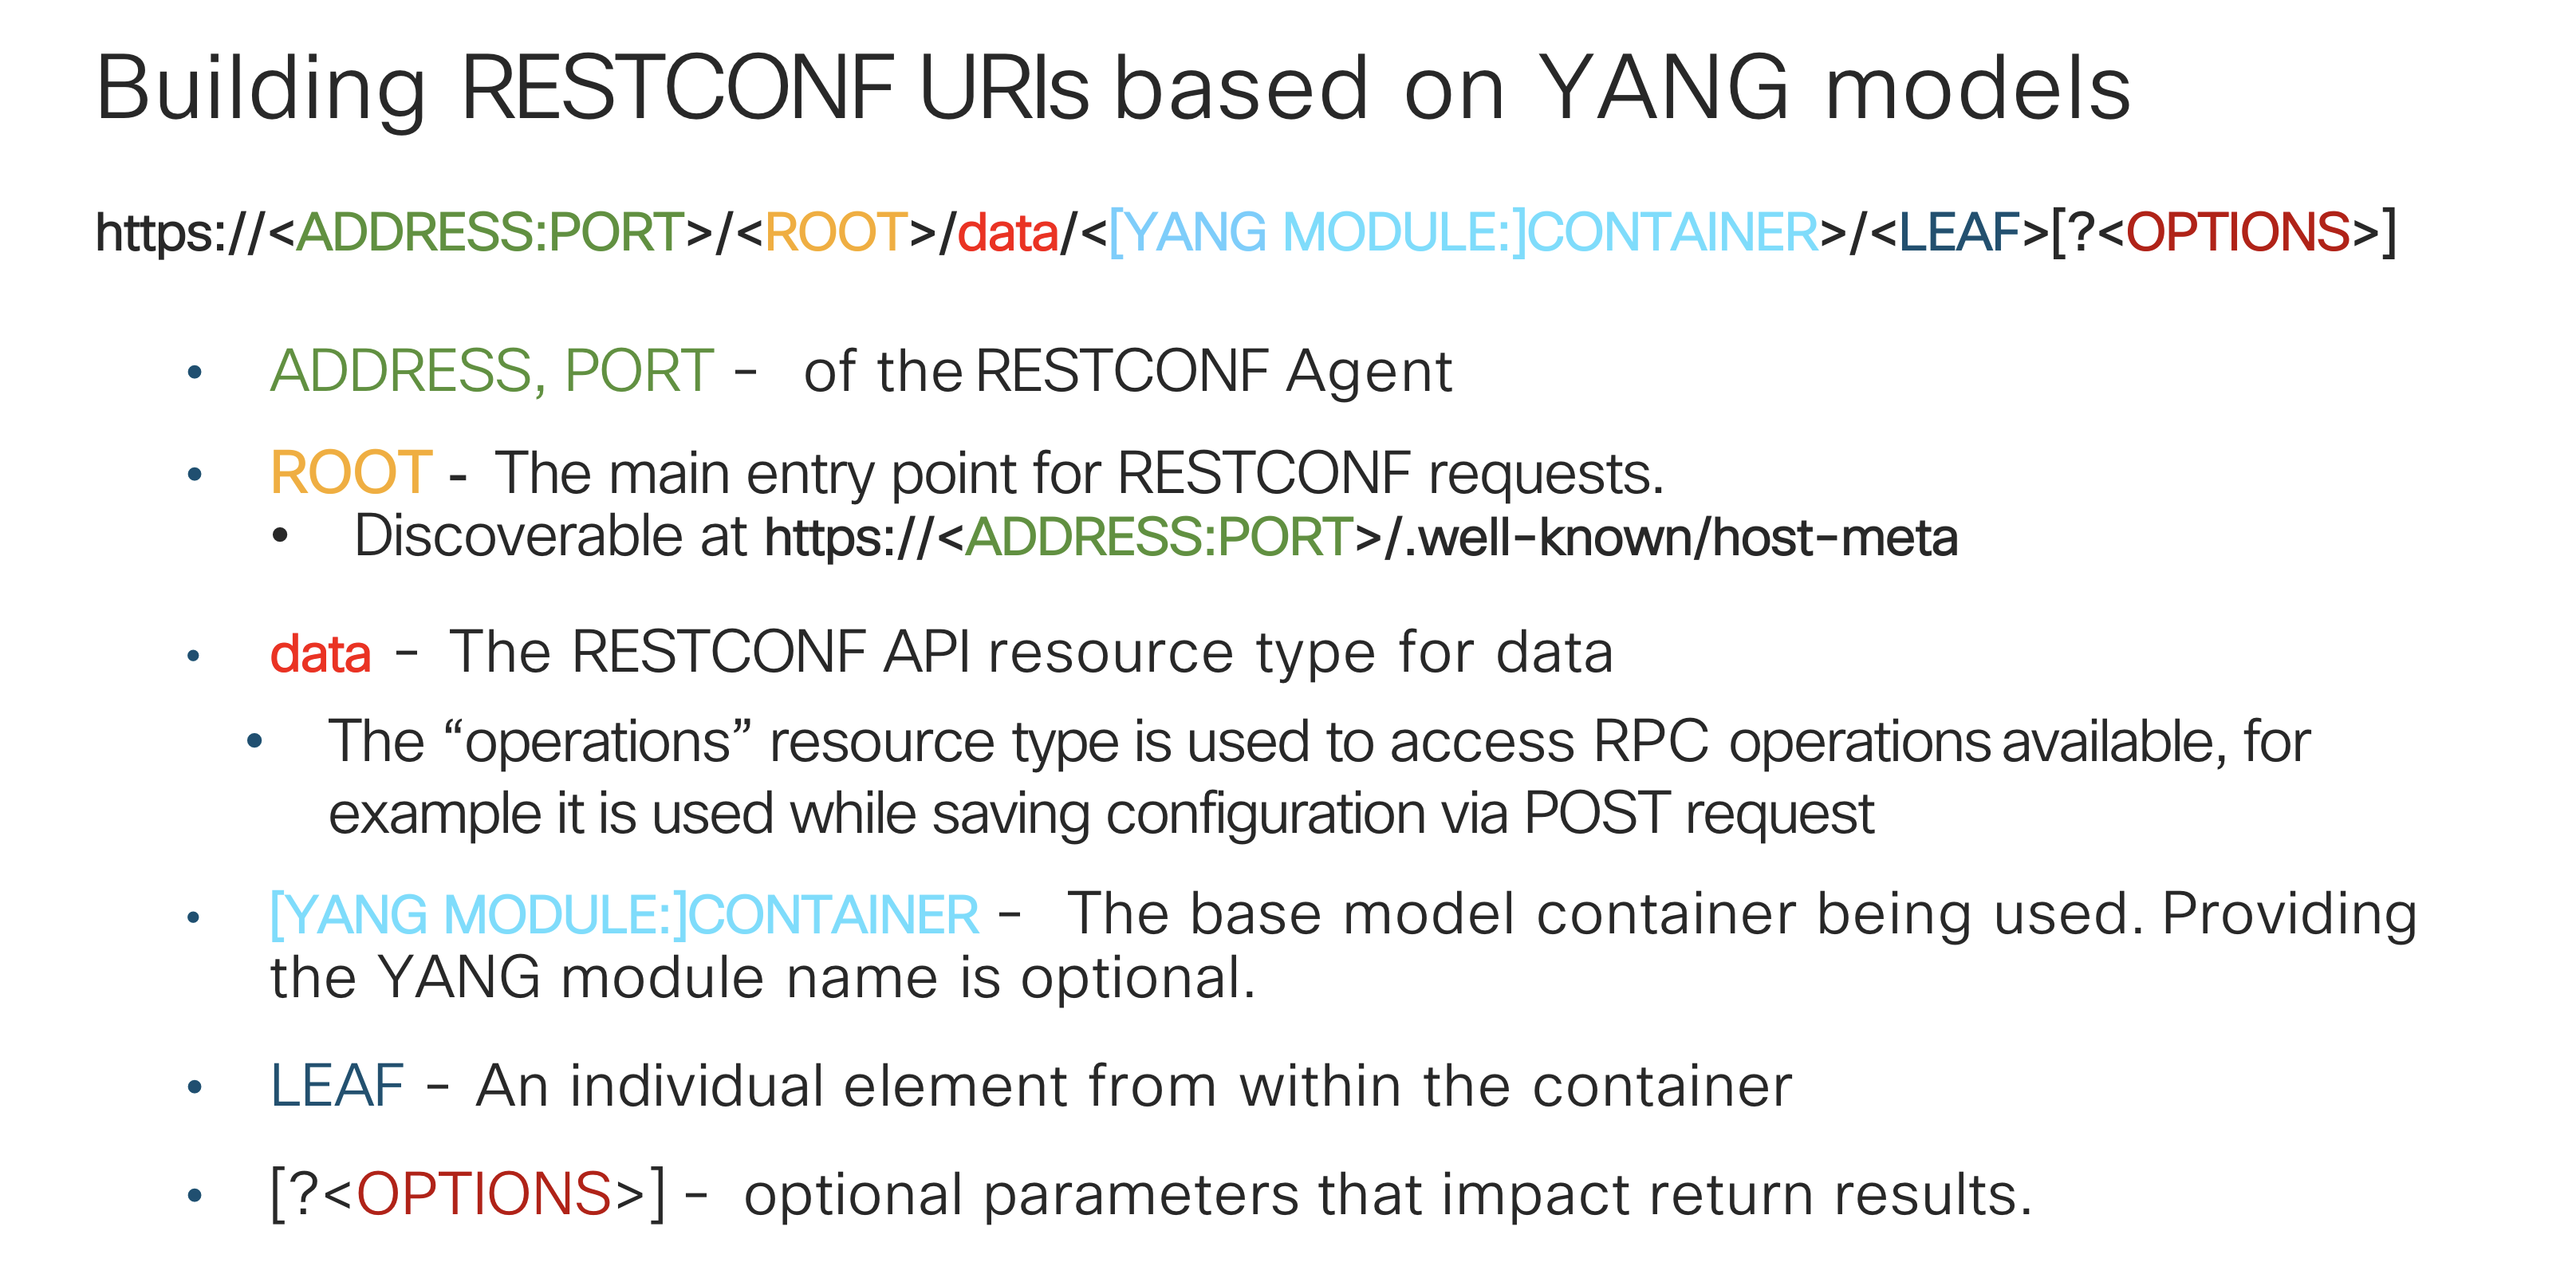 Building RESTCONF URIs based on YANG models
https://<ADDRESS:PORT>/<ROOT>/data/<[YANG MODULE:]CONTAINER>/<LEAF>[?<OPTIONS>]
• ADDRESS, PORT - of the RESTCONF Agent
• ROOT - The main entry point for RESTCONF requests.
• Discoverable at https://<ADDRESS:PORT>/.well-known/host-meta
• data - The RESTCONF API resource type for data
• The “operations” resource type is used to access RPC operations available, for
example it is used while saving configuration via POST request
• [YANG MODULE:]CONTAINER - The base model container being used. Providing
the YANG module name is optional.
• LEAF - An individual element from within the container
• [?<OPTIONS>] - optional parameters that impact return results.